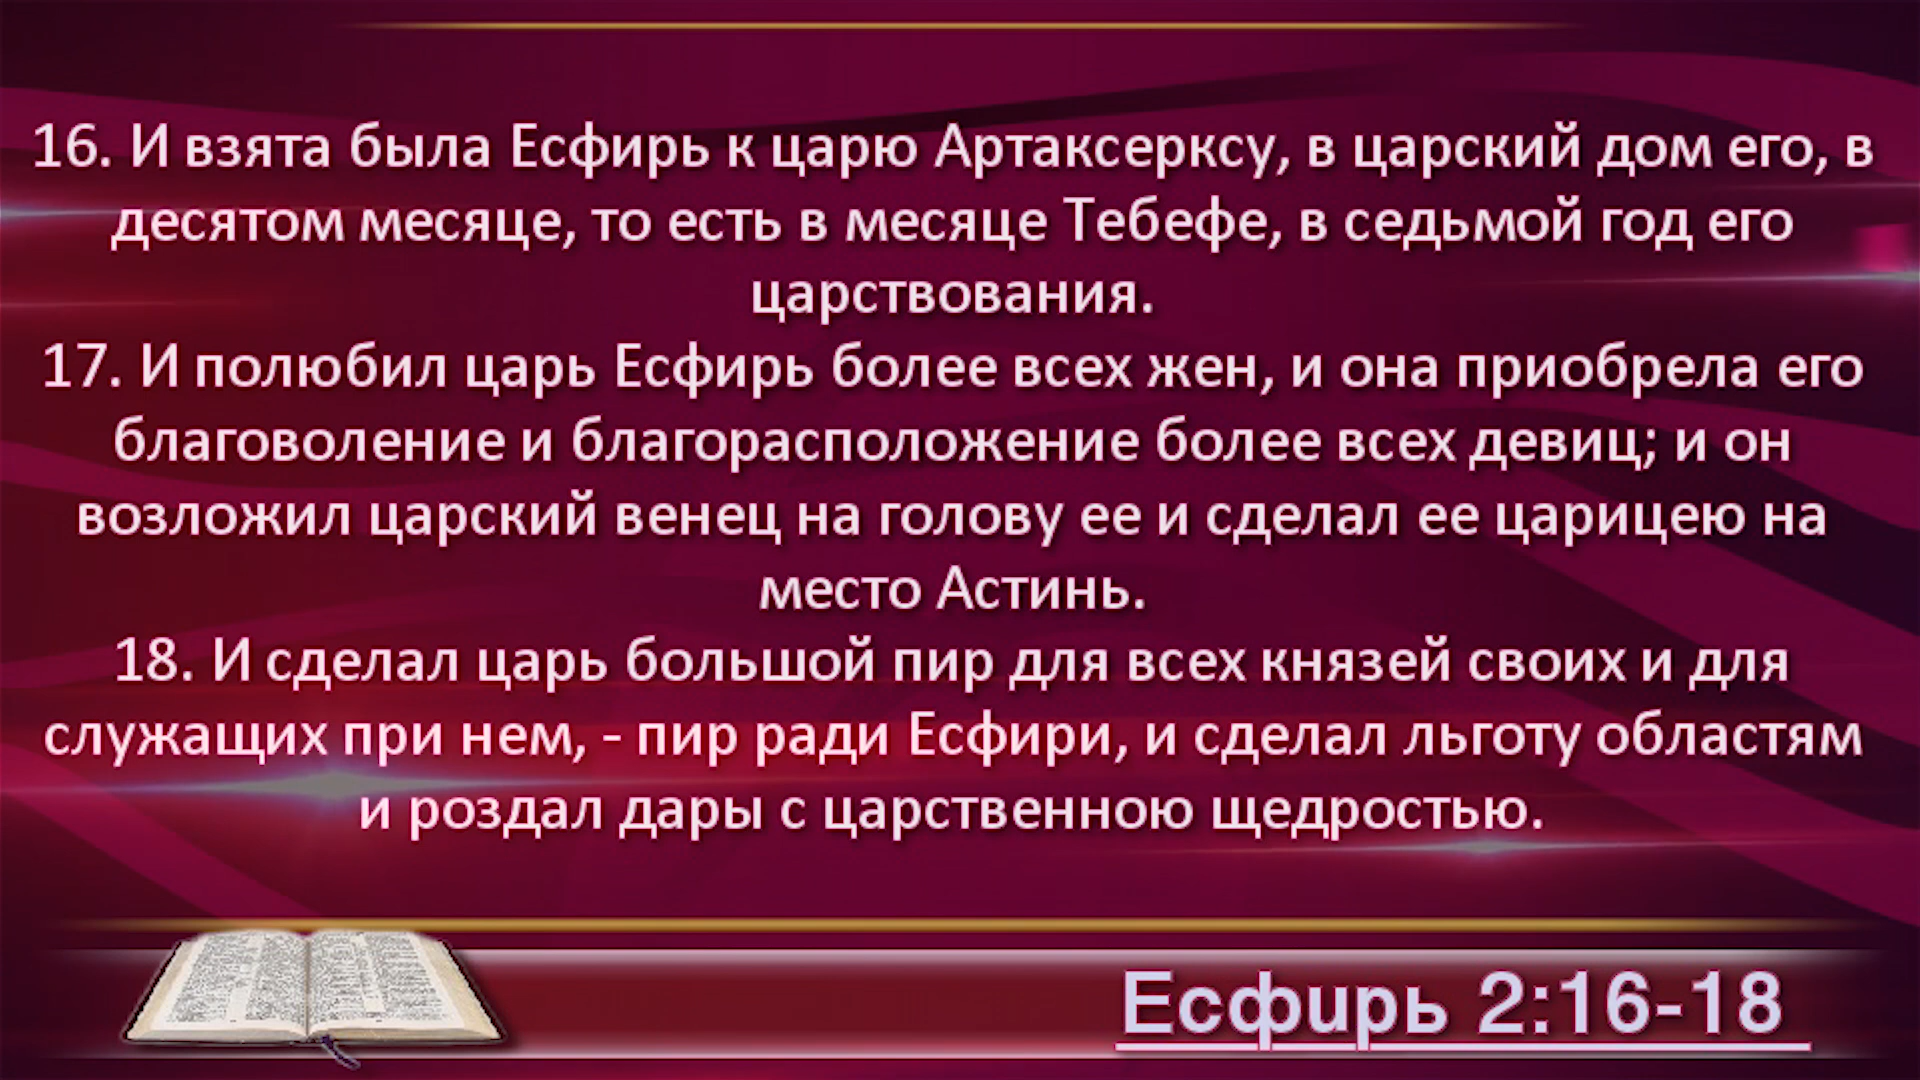 16. И взята была Есфирь к царю Артаксерксу, в царский дом его, в
десятом месяце, то есть в месяце Тебефе, в седьмой год его
царствования.
17. И полюбил царь Есфирь более всех жен, и она приобрела его
благоволение и благорасположение более всех девиц; и он
возложил царский венец на голову ее и сделал ее царицею на
место Астинь.
18. И сделал царь большой пир для всех князей своих и для
служащих при нем, - пир ради Есфири, и сделал льготу областям
и роздал дары с царственною щедростью.
Есфирь 2:16-18